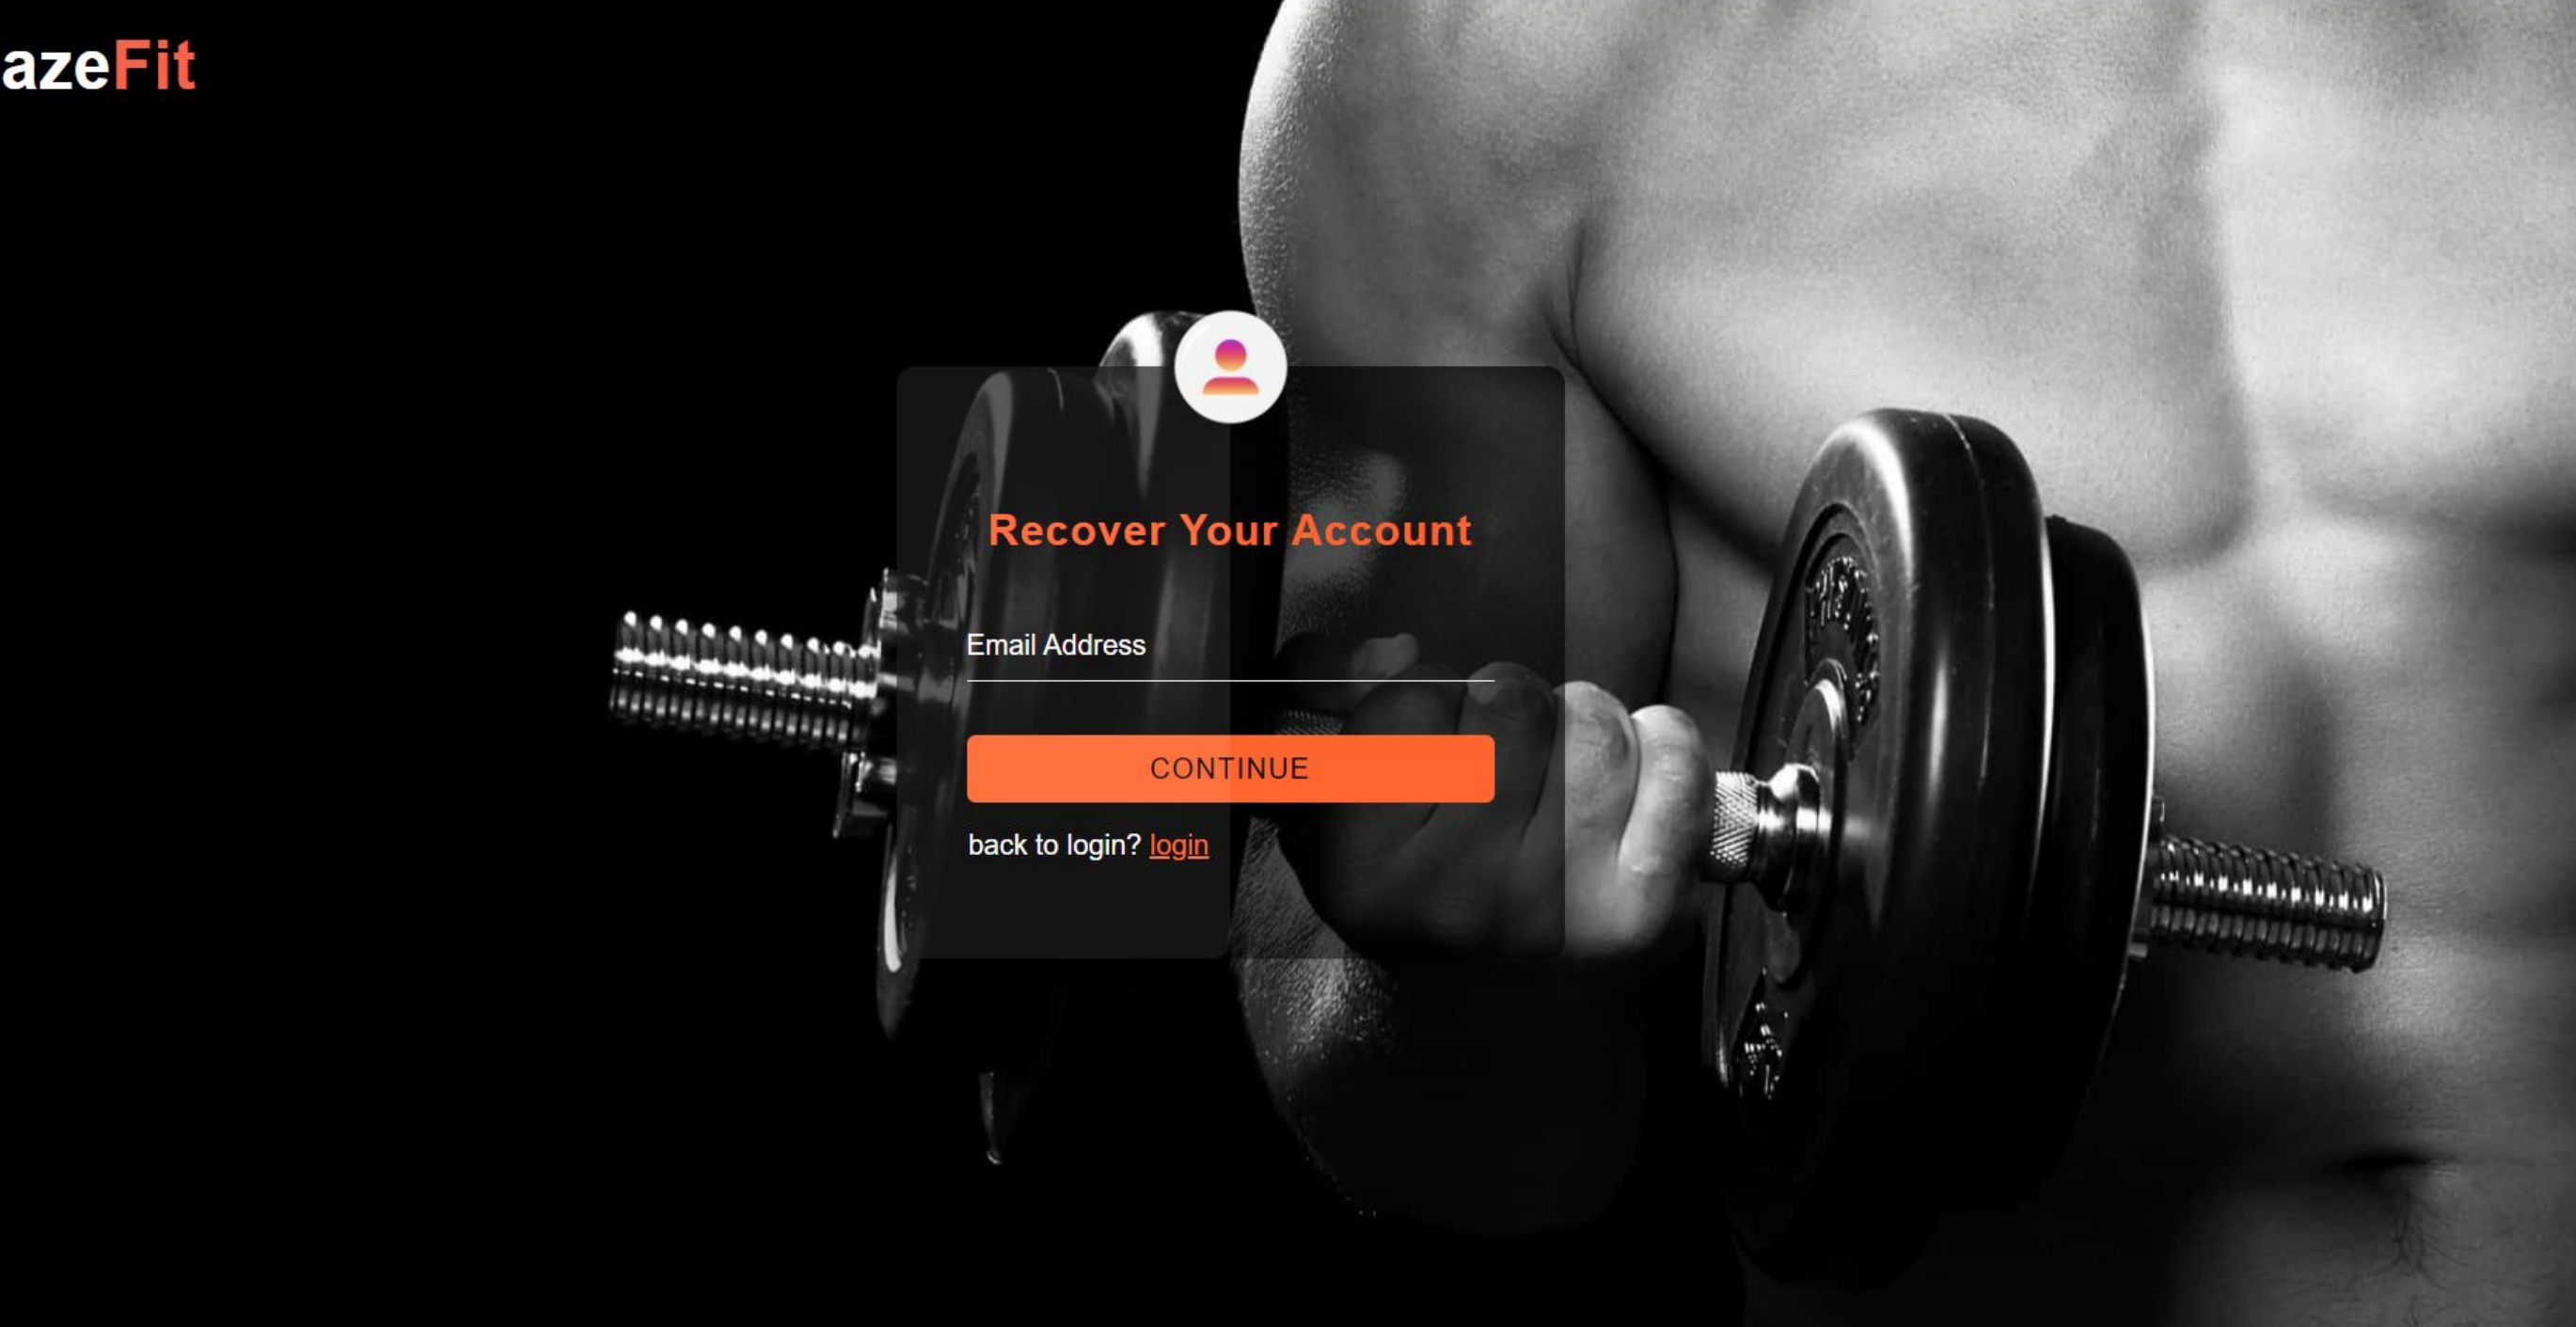 azeFit
Recover Your Account
Email Address
CONTINUE
back to login? login